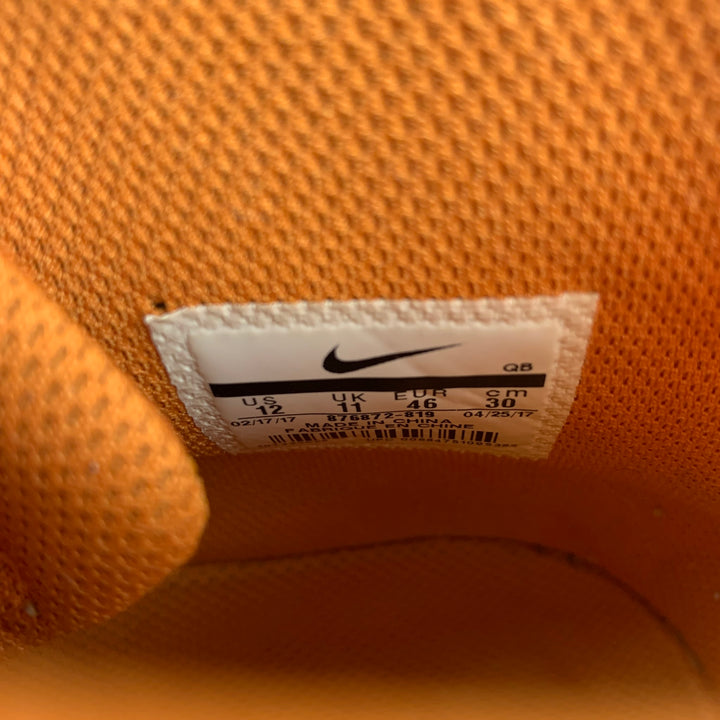 QB
US UK EUR cm
12 11 46 30
02/17/17 876872-819 04/25/17
MADE IN CHINA
FABRIQUE EN CHINE